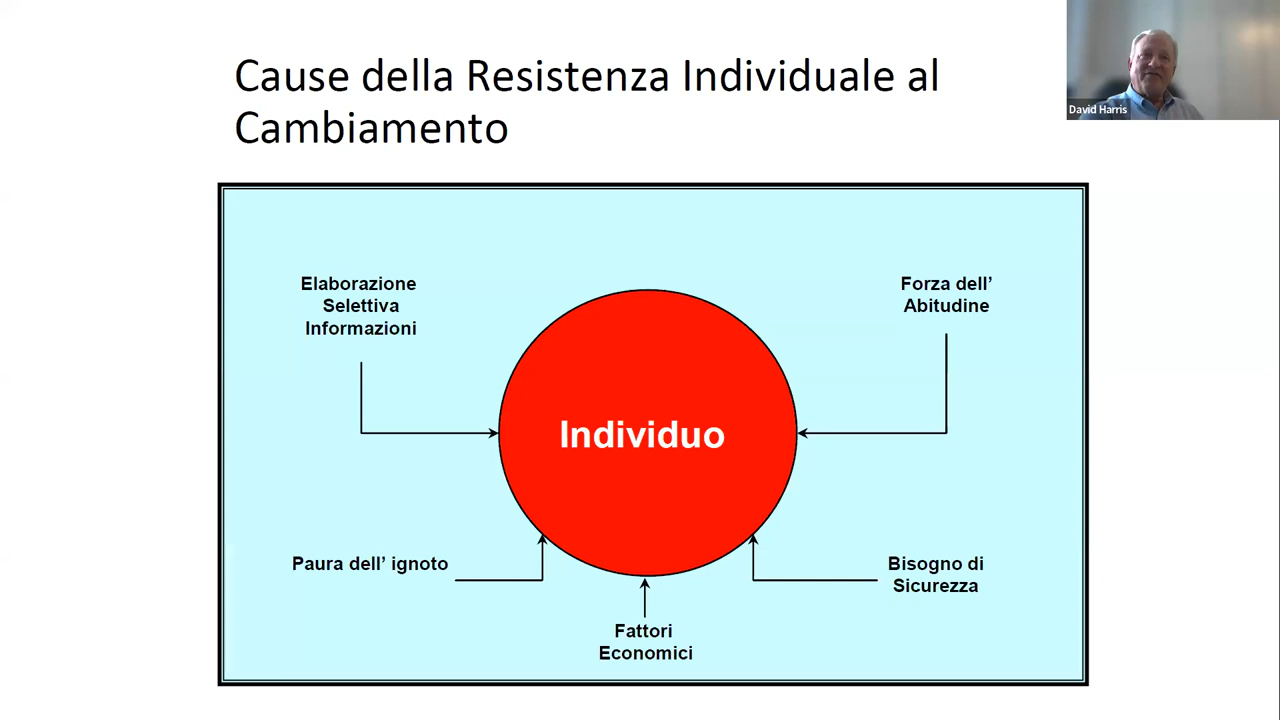 Cause della Resistenza Individuale al
Cambiamento
David Harris
Elaborazione
Selettiva
Informazioni
Forza dell’
Abitudine
Individuo
Paura dell’ ignoto
Bisogno di
Sicurezza
Fattori
Economici